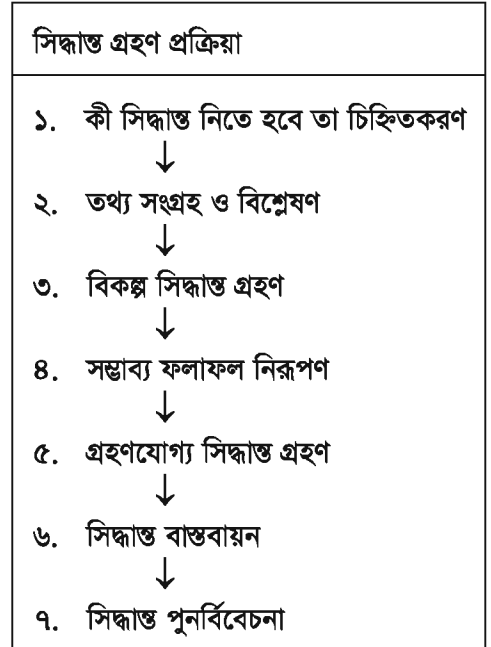 সিদ্ধান্ত গ্রহণ প্রক্রিয়া
১. কী সিদ্ধান্ত নিতে হবে তা চিহ্নিতকরণ
↓
২. তথ্য সংগ্রহ ও বিশ্লেষণ
↓
৩. বিকল্প সিদ্ধান্ত গ্রহণ
↓
৪. সম্ভাব্য ফলাফল নিরূপণ
↓
৫. গ্রহণযোগ্য সিদ্ধান্ত গ্রহণ
↓
৬. সিদ্ধান্ত বাস্তবায়ন
↓
৭. সিদ্ধান্ত পুনর্বিবেচনা